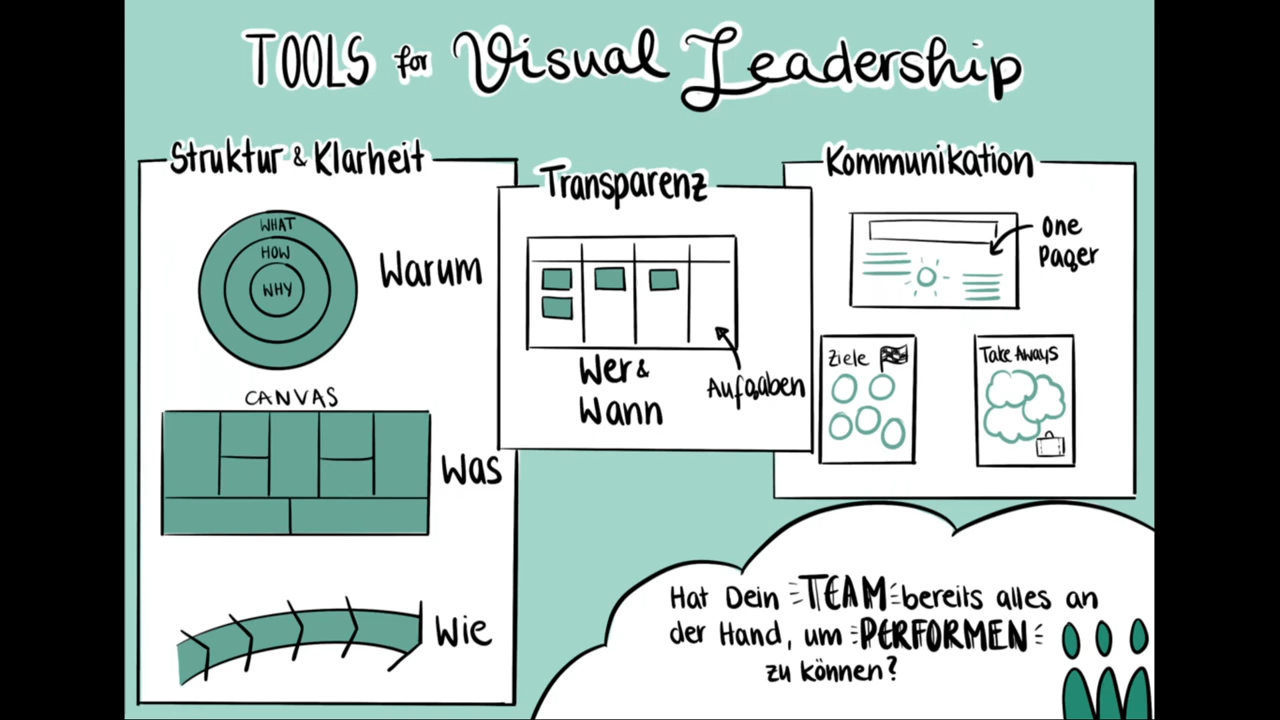 TOOLS for Visual Leadership
Struktur & Klarheit
WHAT
HOW
WHY
Warum
CANVAS
Was
Wie
Transparenz
Wer &
Wann
Aufgaben
Kommunikation
One
Pager
Ziele
Take Aways
Hat Dein TEAM bereits alles an
der Hand, um PERFORMEN
zu können?